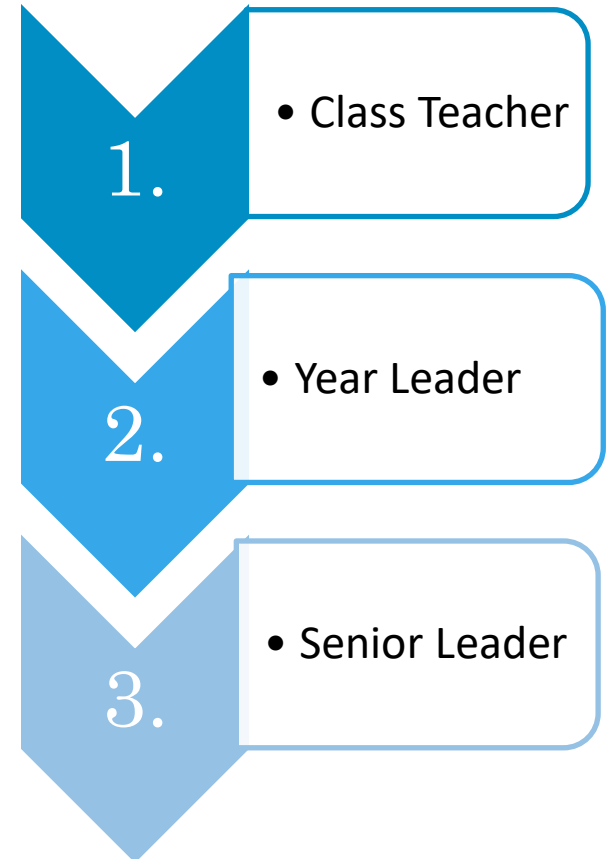 1.
• Class Teacher
2.
• Year Leader
3.
• Senior Leader